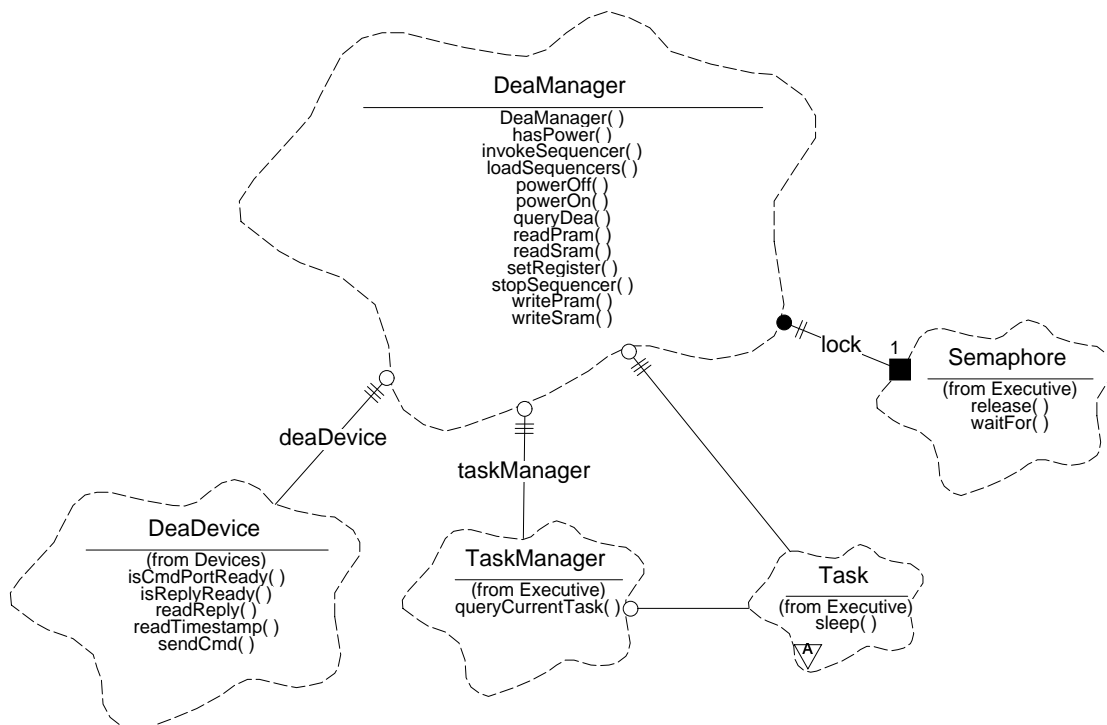 DeaManager
DeaManager( )
hasPower( )
invokeSequencer( )
loadSequencers( )
powerOff( )
powerOn( )
queryDea( )
readPram( )
readSram( )
setRegister( )
stopSequencer( )
writePram( )
writeSram( )
lock
1
Semaphore
(from Executive)
release( )
waitFor( )
deaDevice
taskManager
DeaDevice
(from Devices)
isCmdPortReady( )
isReplyReady( )
readReply( )
readTimestamp( )
sendCmd( )
TaskManager
(from Executive)
queryCurrentTask( )
Task
(from Executive)
sleep( )
A